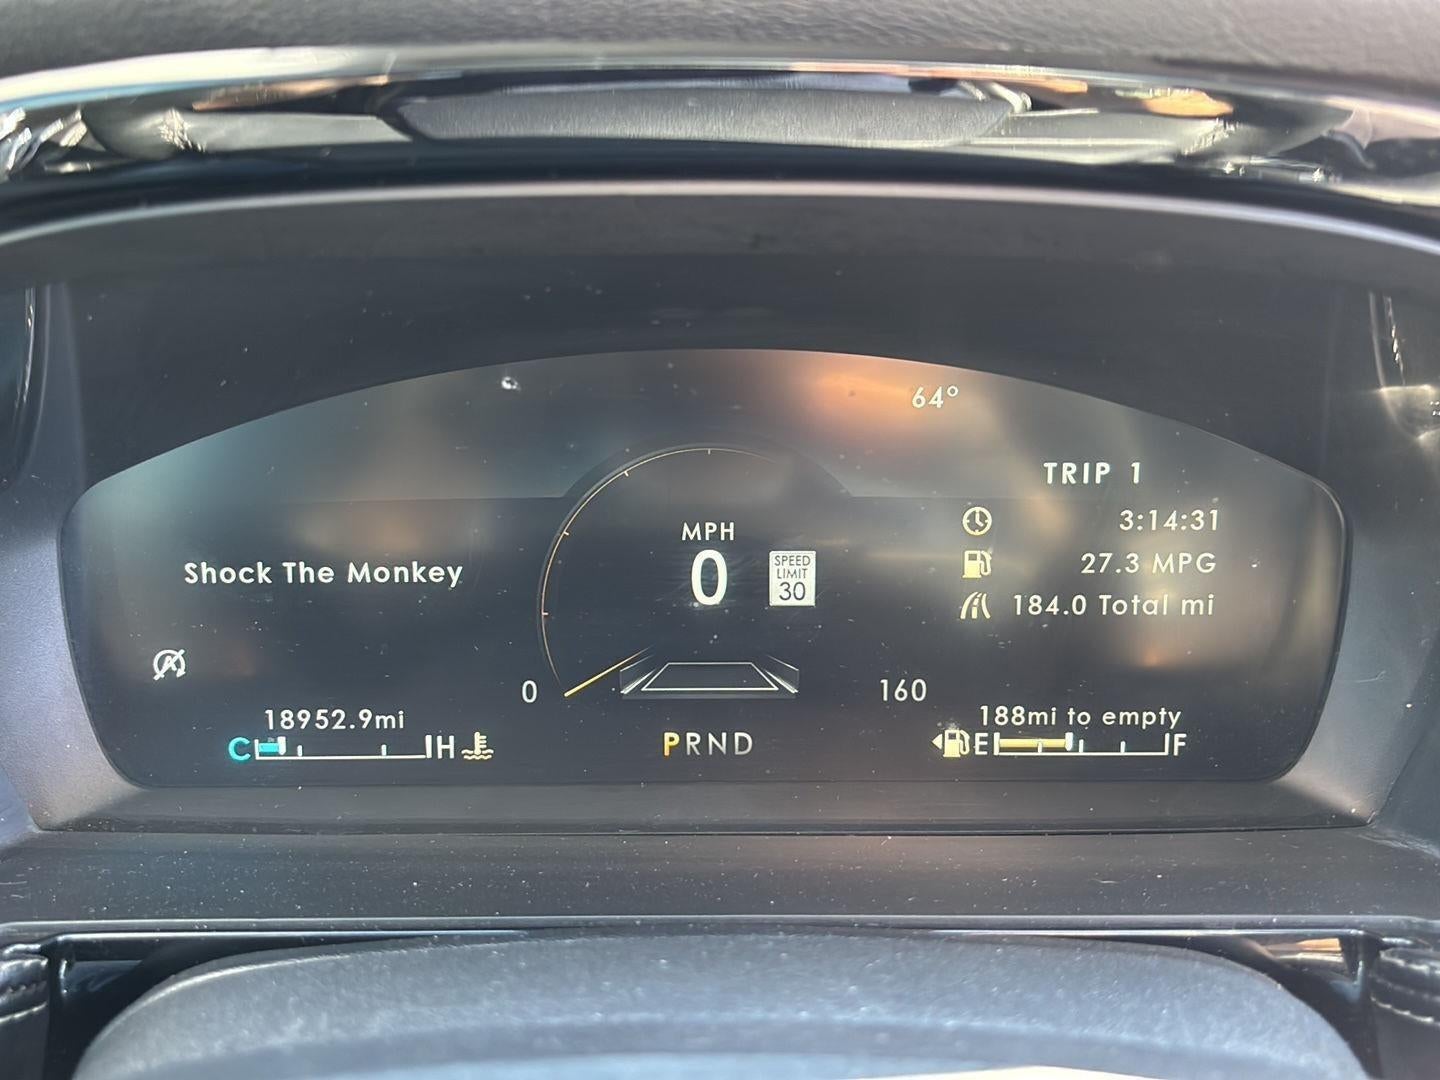 64°
TRIP 1
3:14:31
27.3 MPG
184.0 Total mi
Shock The Monkey
MPH
0
SPEED
LIMIT
30
A
0
160
18952.9mi
C H
PRND
188mi to empty
E F